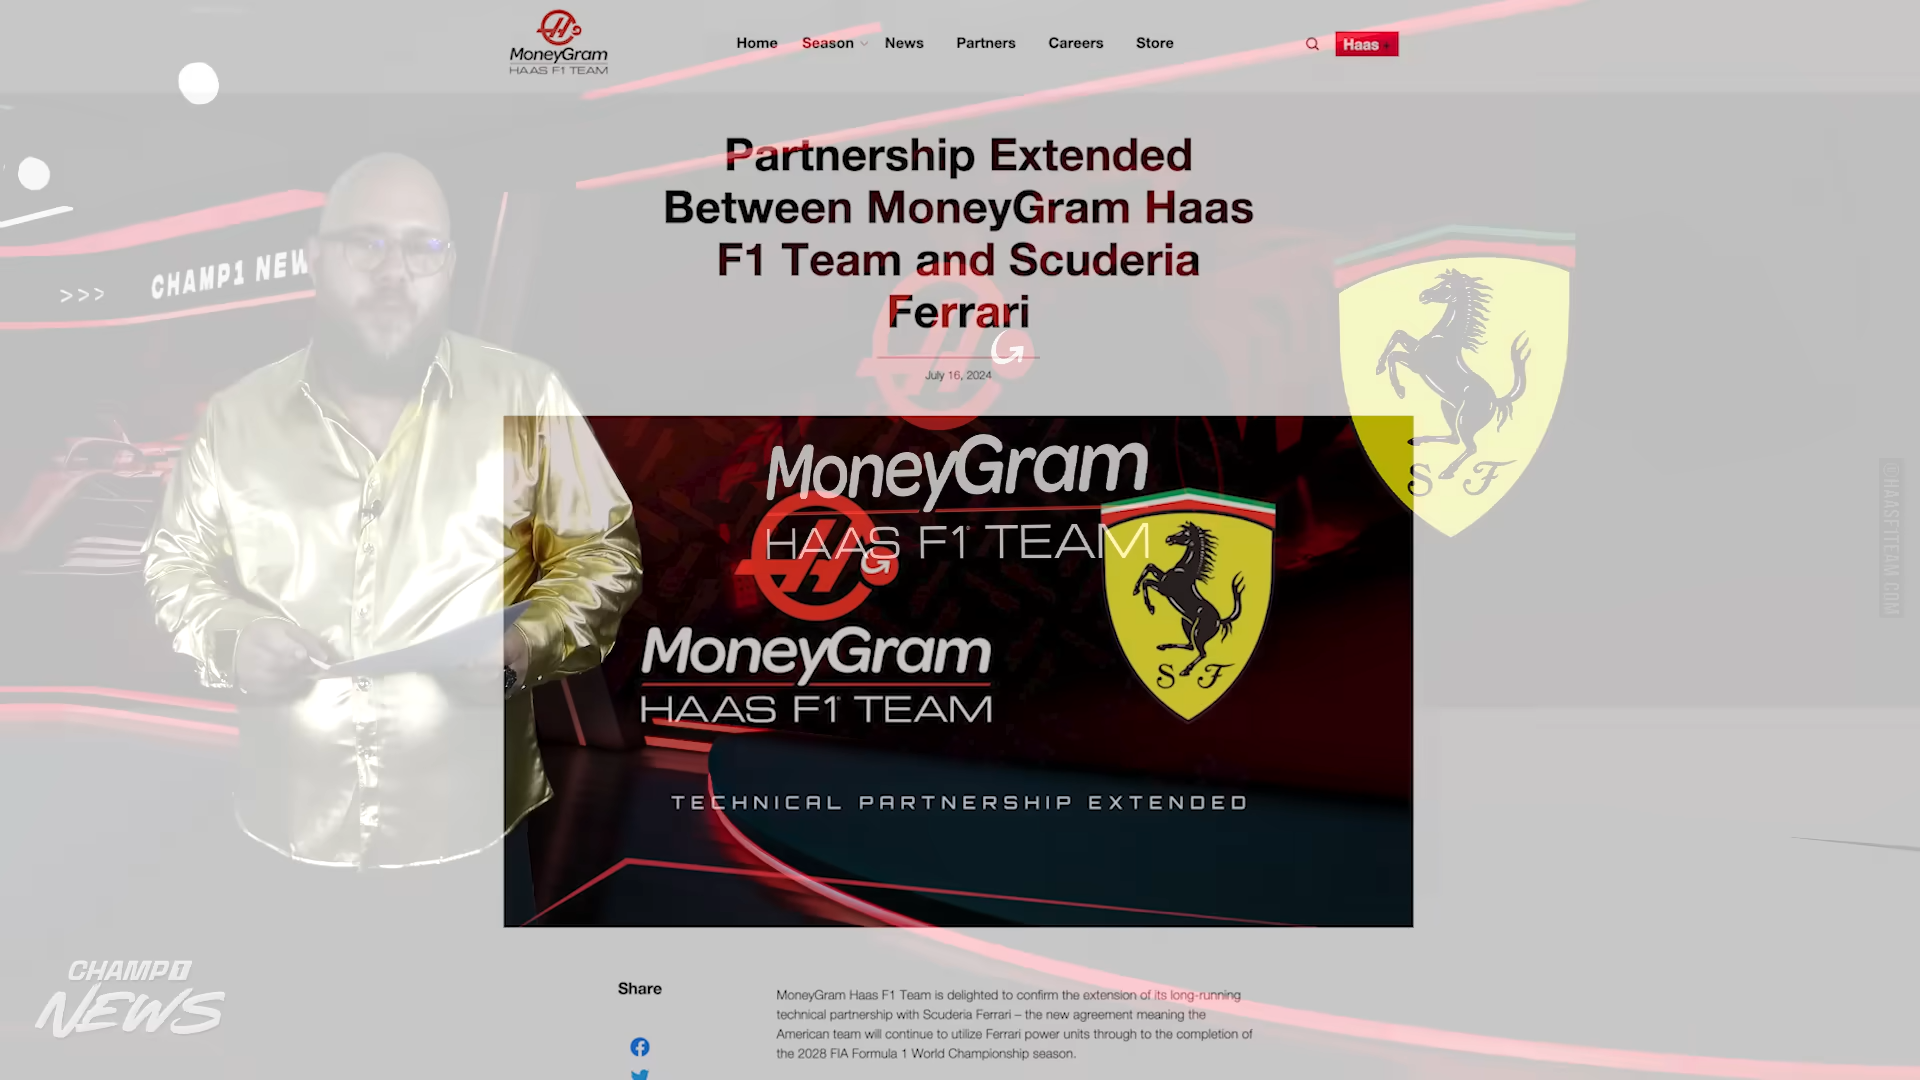 MoneyGram
HAAS F1 TEAM
Home
Season
News
Partners
Careers
Store
Haas +
Partnership Extended
Between MoneyGram Haas
F1 Team and Scuderia
Ferrari
July 16, 2024
>>> CHAMP1 NEW
S F
MoneyGram
HAAS F1 TEAM
MoneyGram
HAAS F1 TEAM
S F
TECHNICAL PARTNERSHIP EXTENDED
@HAASF1TEAM.COM
CHAMP1
NEWS
Share
MoneyGram Haas F1 Team is delighted to confirm the extension of its long-running
technical partnership with Scuderia Ferrari – the new agreement meaning the
American team will continue to utilize Ferrari power units through to the completion of
the 2028 FIA Formula 1 World Championship season.